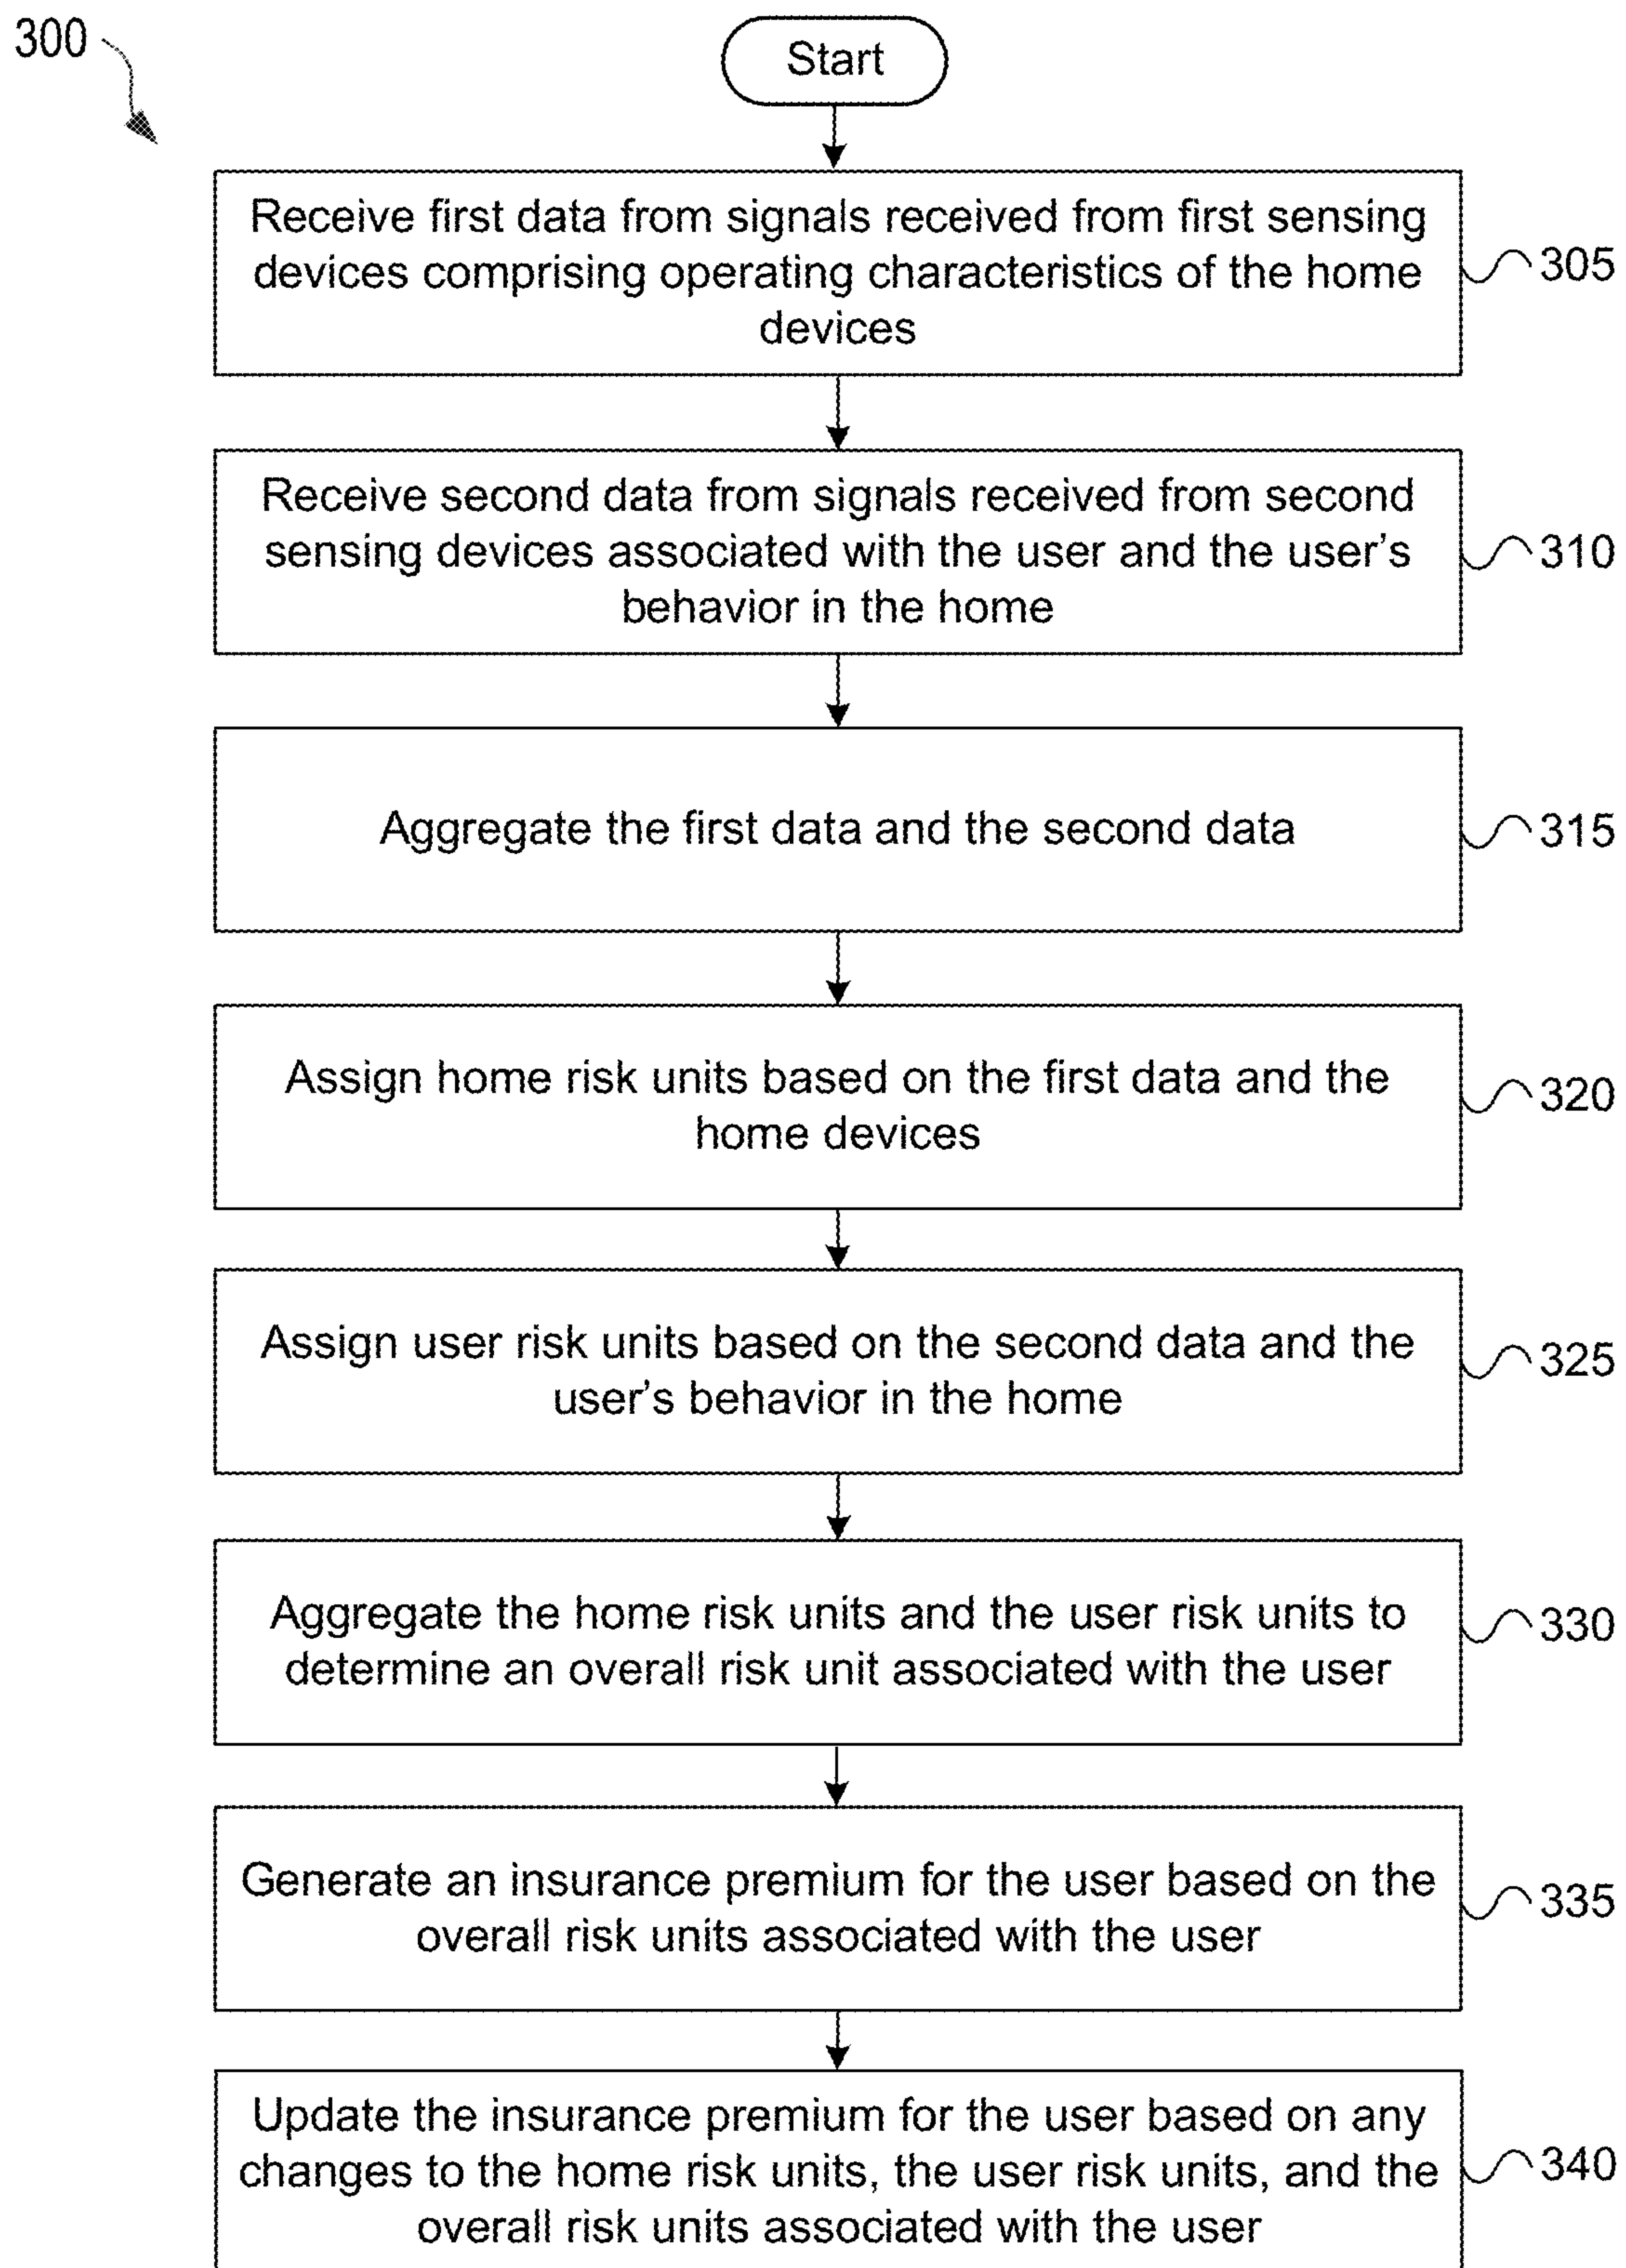 300
Start
Receive first data from signals received from first sensing
devices comprising operating characteristics of the home
devices
305
Receive second data from signals received from second
sensing devices associated with the user and the user's
behavior in the home
310
Aggregate the first data and the second data
315
Assign home risk units based on the first data and the
home devices
320
Assign user risk units based on the second data and the
user's behavior in the home
325
Aggregate the home risk units and the user risk units to
determine an overall risk unit associated with the user
330
Generate an insurance premium for the user based on the
overall risk units associated with the user
335
Update the insurance premium for the user based on any
changes to the home risk units, the user risk units, and the
overall risk units associated with the user
340